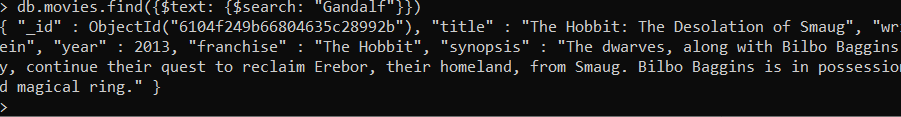 > db.movies.find({$text: {$search: "Gandalf"}})
{ "_id" : ObjectId("6104f249b66804635c28992b"), "title" : "The Hobbit: The Desolation of Smaug", "wri
ein", "year" : 2013, "franchise" : "The Hobbit", "synopsis" : "The dwarves, along with Bilbo Baggins
y, continue their quest to reclaim Erebor, their homeland, from Smaug. Bilbo Baggins is in possession
d magical ring." }
>